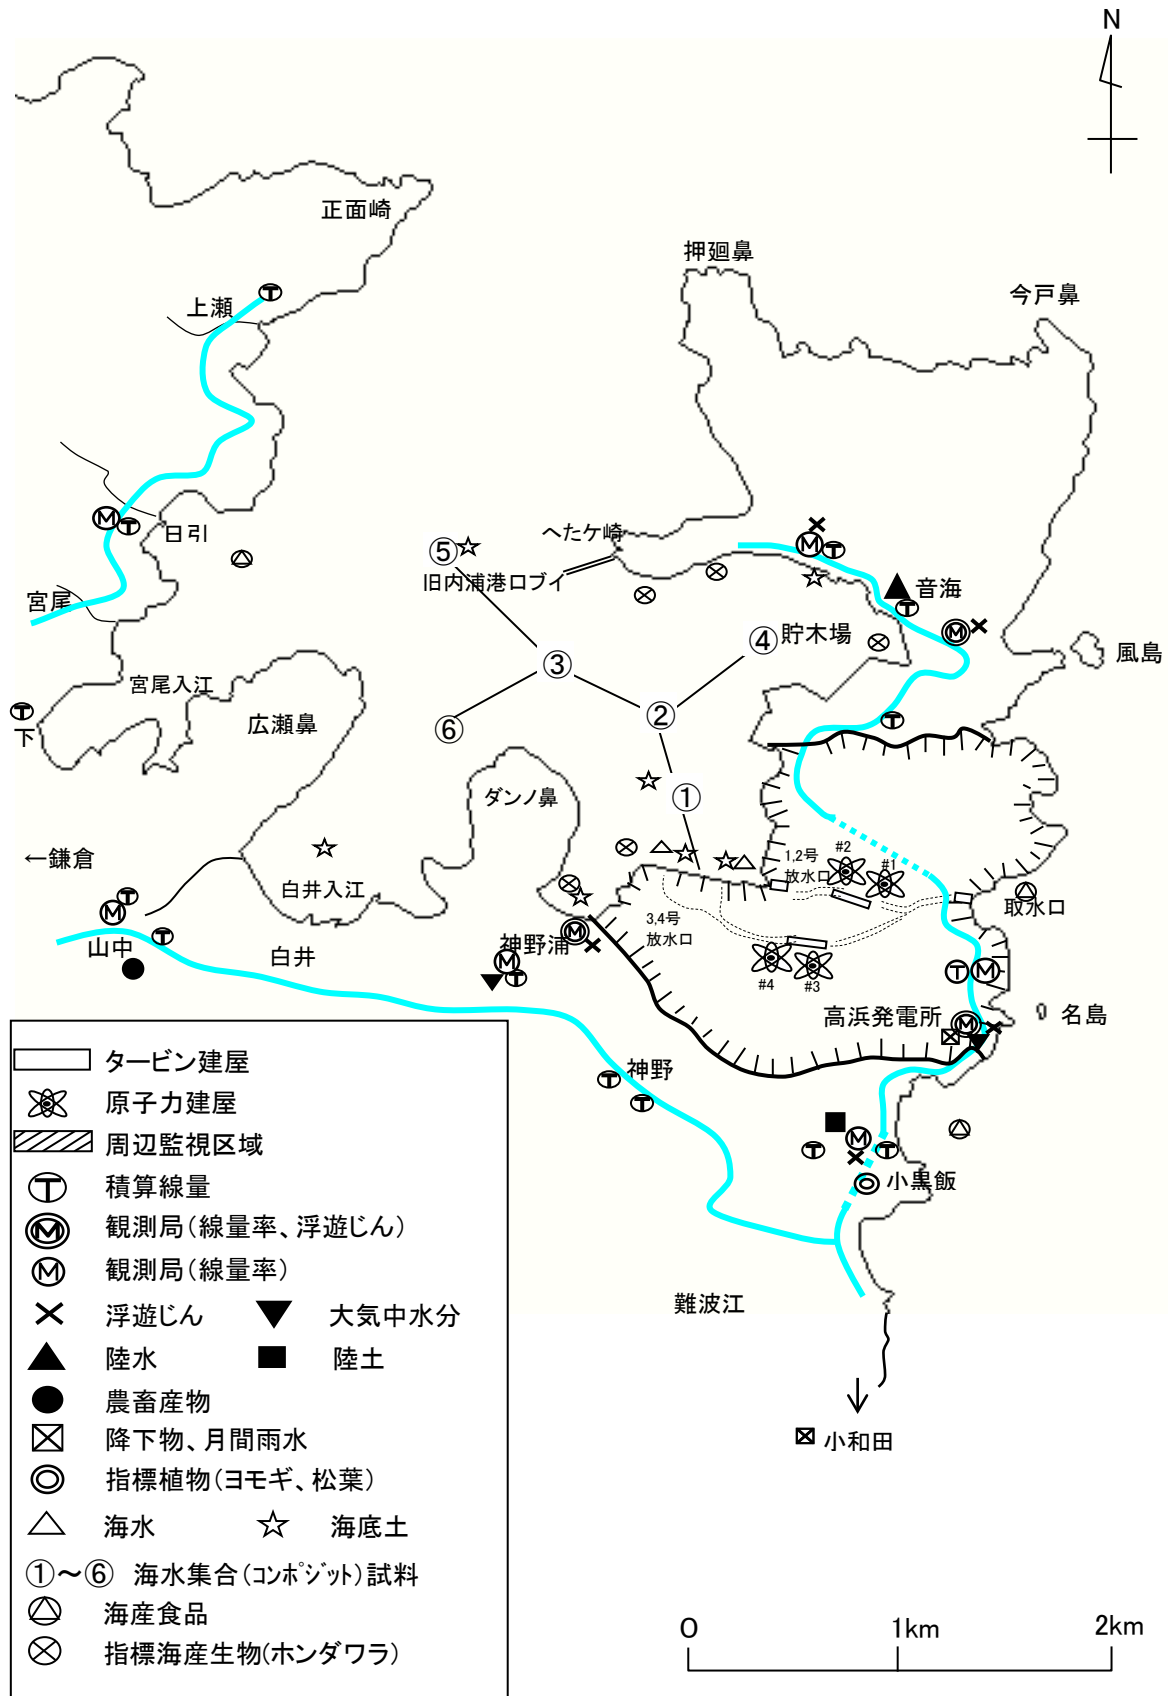 N
正面崎
押廻鼻
今戸鼻
上瀬
へたケ崎
日引
⑤
旧内浦港口ブイ
音海
宮尾
④
貯木場
③
風島
宮尾入江
広瀬鼻
②
⑥
下
ダンノ鼻
①
←鎌倉
1,2号
放水口
#2
#1
白井入江
取水口
3,4号
放水口
山中
白井
神野浦
#4
#3
高浜発電所
名島
神野
小黒飯
難波江
小和田
タービン建屋
原子力建屋
周辺監視区域
T 積算線量
M 観測局(線量率、浮遊じん)
M 観測局(線量率)
浮遊じん 大気中水分
陸水 陸土
農畜産物
降下物、月間雨水
指標植物(ヨモギ、松葉)
海水 海底土
①～⑥ 海水集合(コンポジット)試料
海産食品
指標海産生物(ホンダワラ)
0 1km 2km